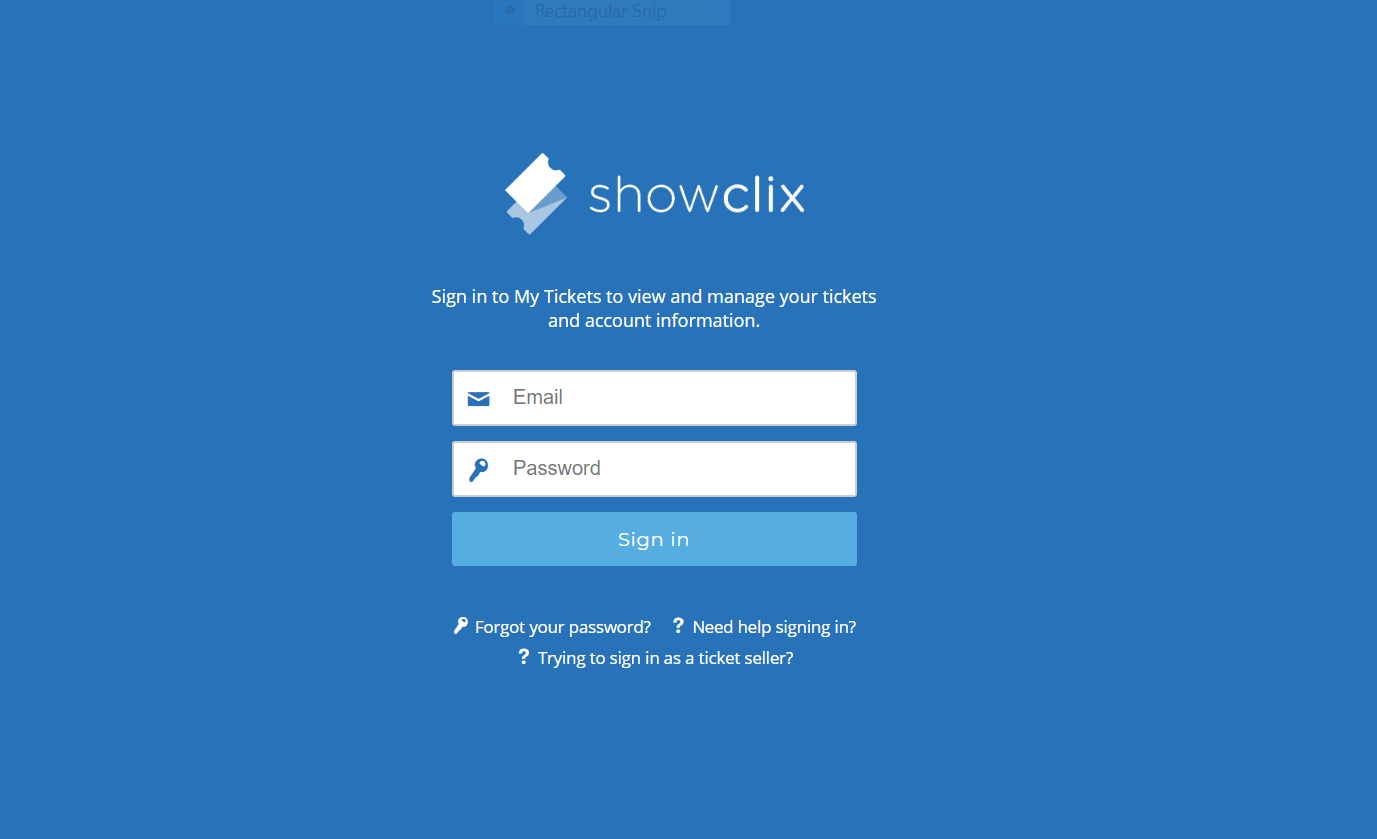 Rectangular Snip
showclix
Sign in to My Tickets to view and manage your tickets
and account information.
Email
Password
Sign in
Forgot your password? ? Need help signing in?
? Trying to sign in as a ticket seller?